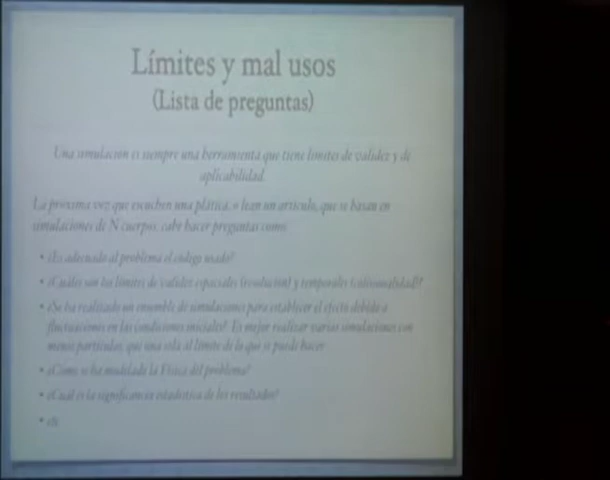 Límites y mal usos
(Lista de preguntas)
Una simulación es siempre una herramienta que tiene límites de validez y de
aplicabilidad.
La próxima vez que escuchen una plática, o lean un artículo, que se basan en
simulaciones de N cuerpos, cabe hacer preguntas como:
• ¿Es adecuado al problema el código usado?
• ¿Cuáles son los límites de validez espaciales (resolución) y temporales (colisionalidad)?
• ¿Se ha realizado un ensemble de simulaciones para establecer el efecto debido a
fluctuaciones en las condiciones iniciales? Es mejor realizar varias simulaciones con
menos partículas, que una sola al límite de lo que se puede hacer.
• ¿Cómo se ha modelado la Física del problema?
• ¿Cuál es la significancia estadística de los resultados?
• etc